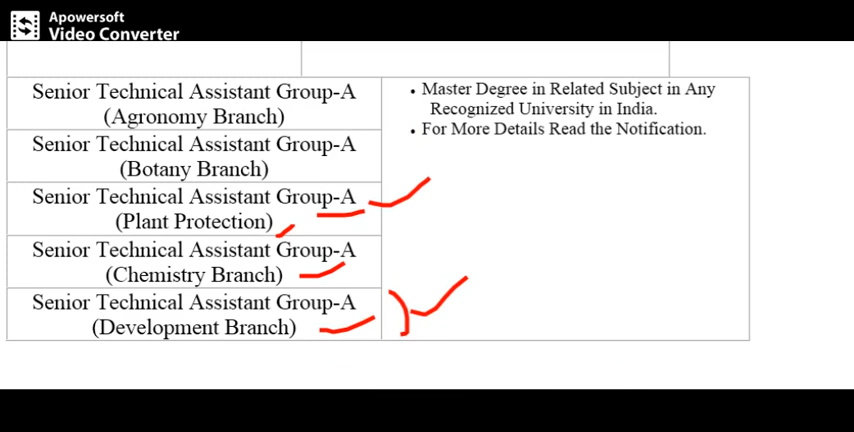 Apowersoft
Video Converter
Senior Technical Assistant Group-A
(Agronomy Branch)
Senior Technical Assistant Group-A
(Botany Branch)
Senior Technical Assistant Group-A
(Plant Protection)
Senior Technical Assistant Group-A
(Chemistry Branch)
Senior Technical Assistant Group-A
(Development Branch)
• Master Degree in Related Subject in Any
Recognized University in India.
• For More Details Read the Notification.